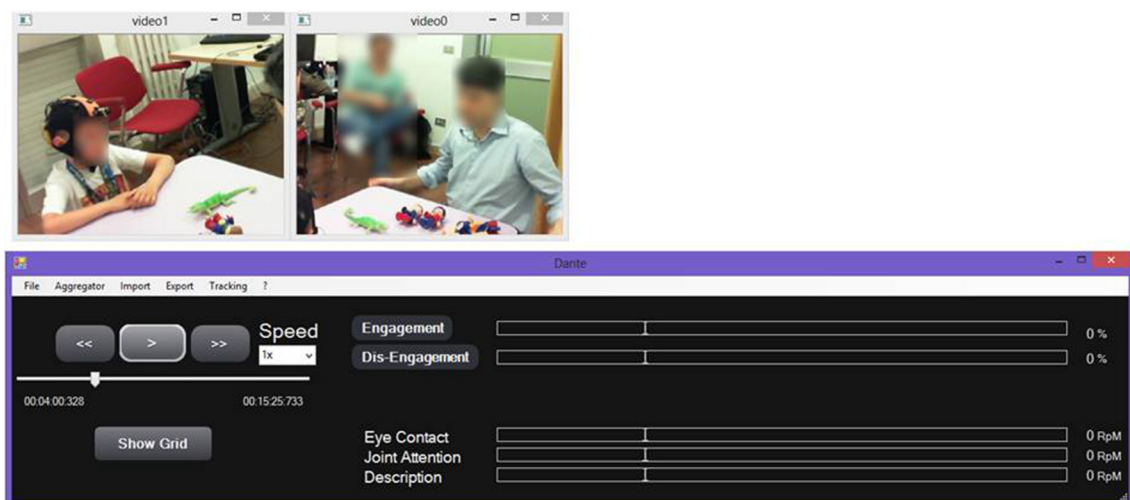 video1
video0
Dante
File Aggregator Import Export Tracking ?
<< > >> Speed
1x
00:04:00:328 00:15:25:733
Show Grid
Engagement 0 %
Dis-Engagement 0 %
Eye Contact 0 RpM
Joint Attention 0 RpM
Description 0 RpM